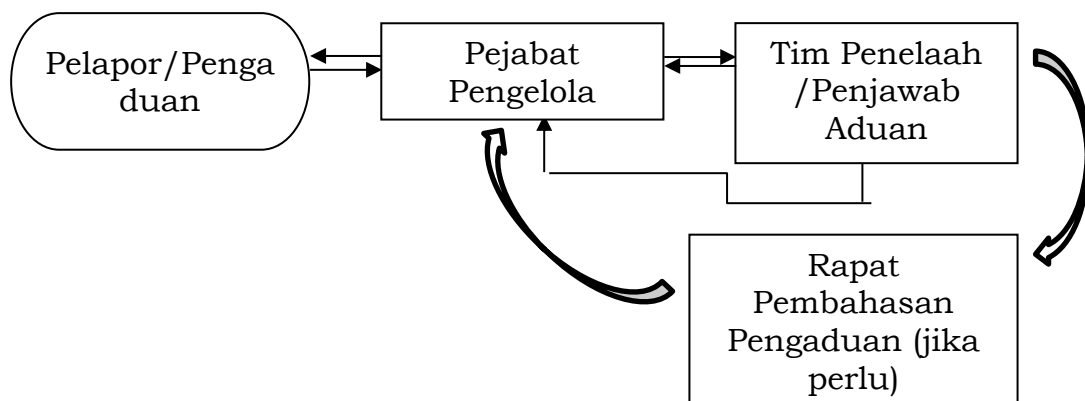 Pelapor/Penga
duan
Pejabat
Pengelola
Tim Penelaah
/Penjawab
Aduan
Rapat
Pembahasan
Pengaduan (jika
perlu)